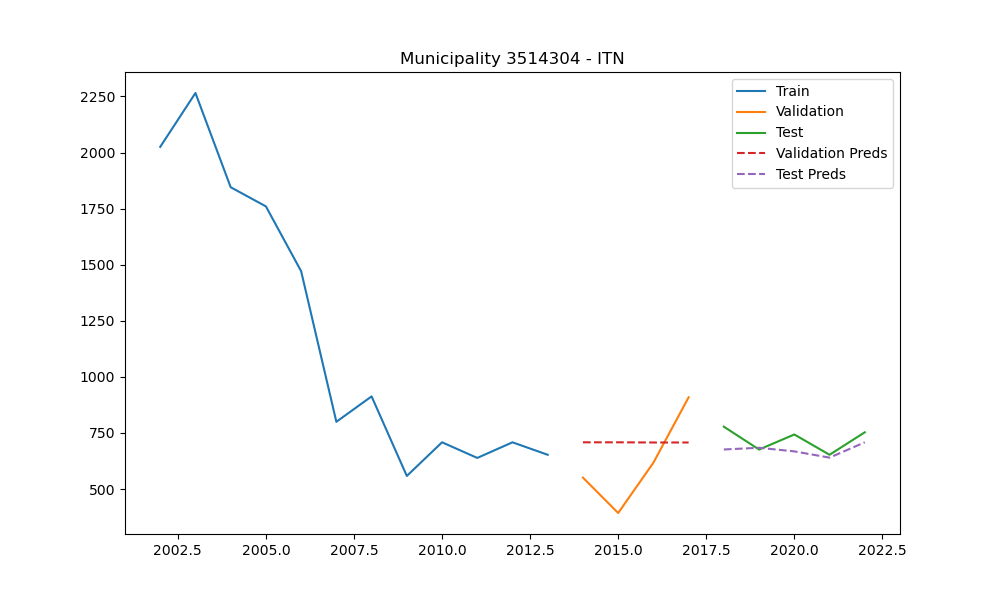 Municipality 3514304 - ITN
Train
Validation
Test
Validation Preds
Test Preds
2250
2000
1750
1500
1250
1000
750
500
2002.5 2005.0 2007.5 2010.0 2012.5 2015.0 2017.5 2020.0 2022.5